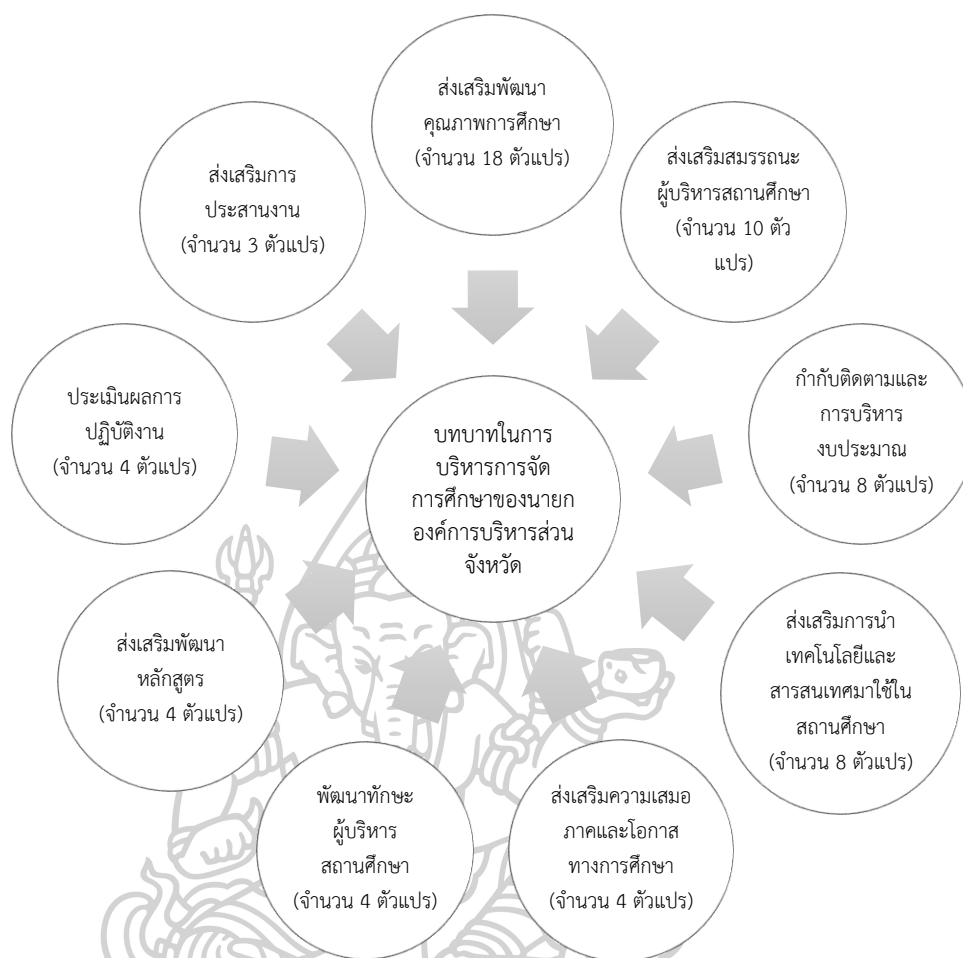 ส่งเสริมพัฒนา
คุณภาพการศึกษา
(จำนวน 18 ตัวแปร)
ส่งเสริมสมรรถนะ
ผู้บริหารสถานศึกษา
(จำนวน 10 ตัว
แปร)
กำกับติดตามและ
การบริหาร
งบประมาณ
(จำนวน 8 ตัวแปร)
ส่งเสริมการนำ
เทคโนโลยีและ
สารสนเทศมาใช้ใน
สถานศึกษา
(จำนวน 8 ตัวแปร)
ส่งเสริมความเสมอ
ภาคและโอกาส
ทางการศึกษา
(จำนวน 4 ตัวแปร)
พัฒนาทักษะ
ผู้บริหาร
สถานศึกษา
(จำนวน 4 ตัวแปร)
ส่งเสริมพัฒนา
หลักสูตร
(จำนวน 4 ตัวแปร)
ประเมินผลการ
ปฏิบัติงาน
(จำนวน 4 ตัวแปร)
ส่งเสริมการ
ประสานงาน
(จำนวน 3 ตัวแปร)
บทบาทในการ
บริหารการจัด
การศึกษาของนายก
องค์การบริหารส่วน
จังหวัด